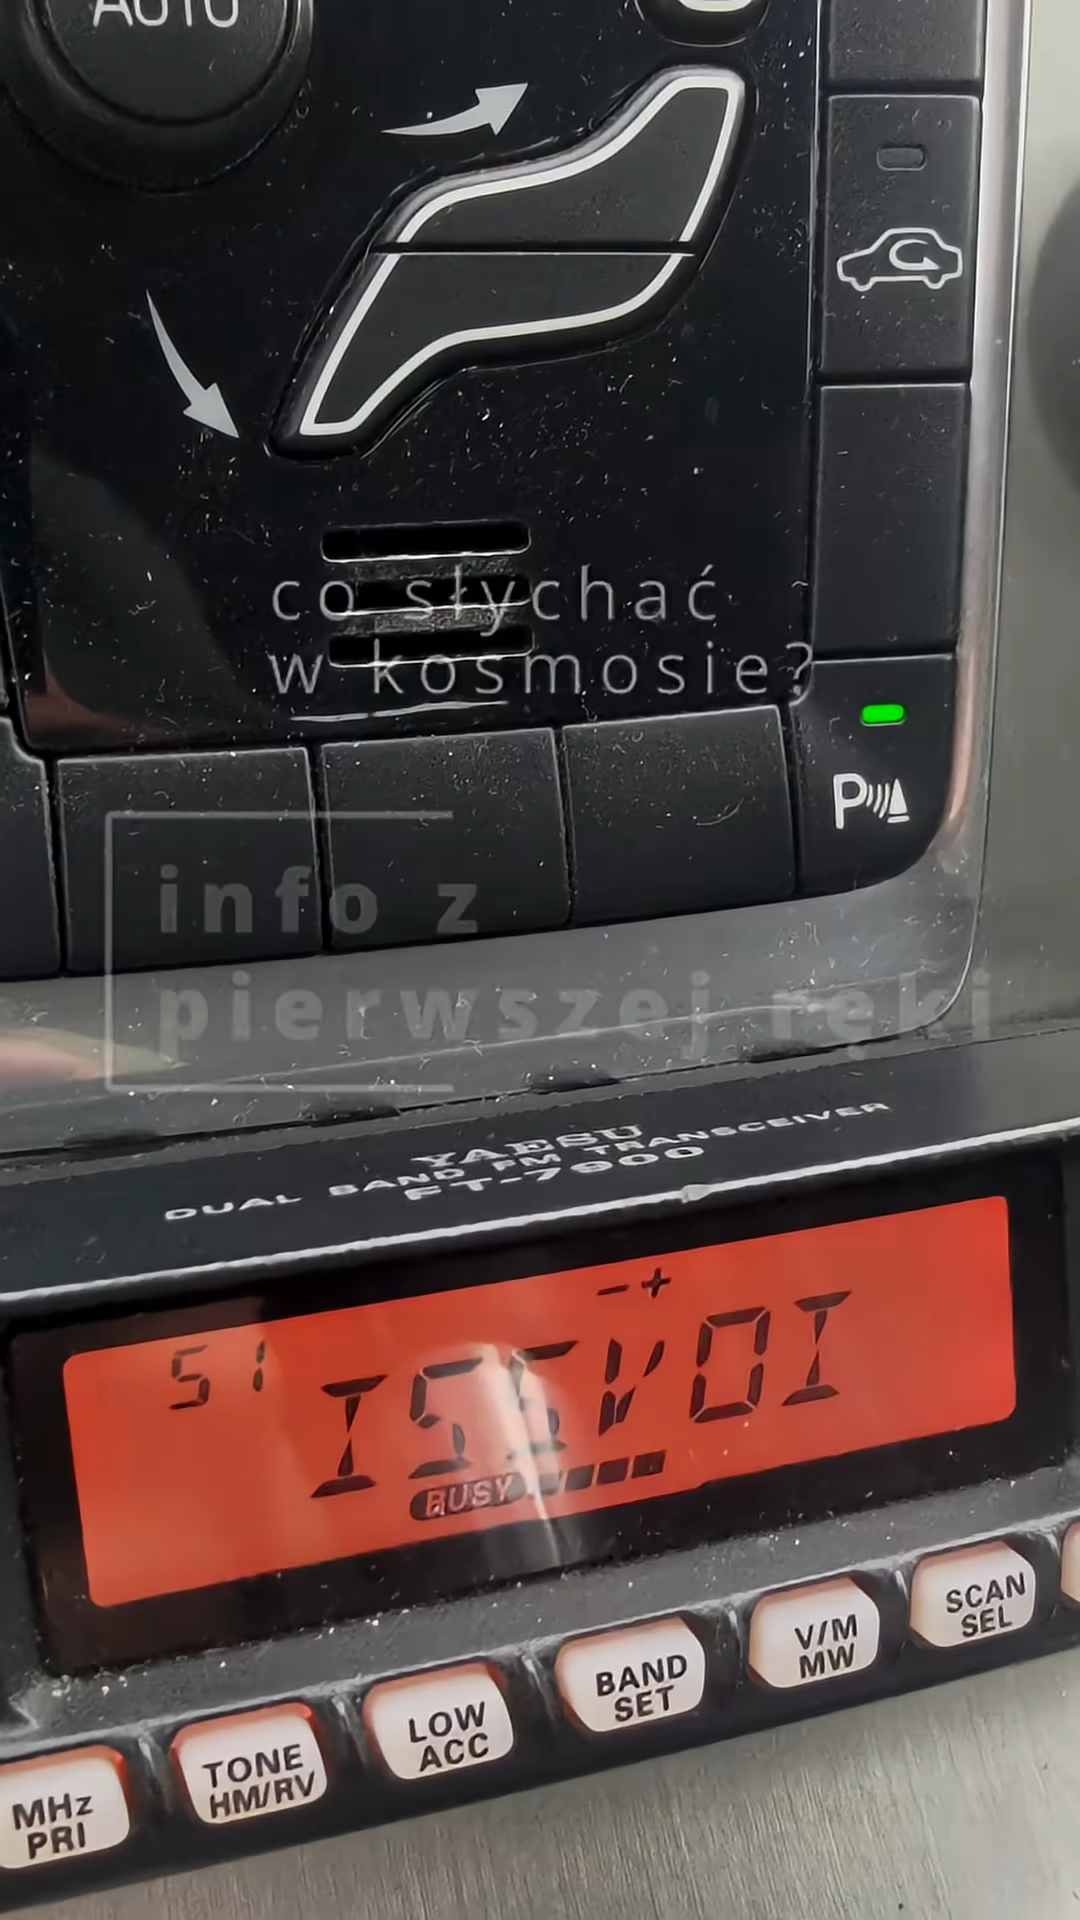 AUTO
co słychać
w kosmosie?
P
info z
pierwszej ręki
YAESU
DUAL BAND FM TRANSCEIVER
FT-7900
- +
51 ISSV01
BUSY
MHz
PRI
TONE
HM/RV
LOW
ACC
BAND
SET
V/M
MW
SCAN
SEL